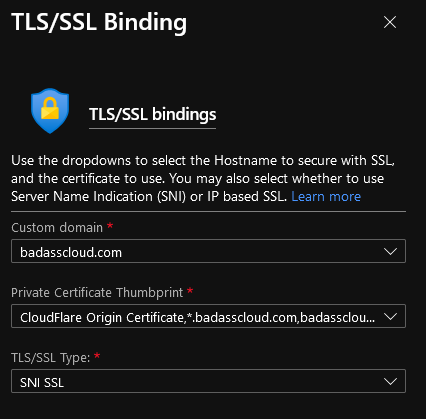 TLS/SSL Binding
TLS/SSL bindings
Use the dropdowns to select the Hostname to secure with SSL,
and the certificate to use. You may also select whether to use
Server Name Indication (SNI) or IP based SSL. Learn more
Custom domain *
badasscloud.com
Private Certificate Thumbprint *
CloudFlare Origin Certificate,*.badasscloud.com,badassclou...
TLS/SSL Type: *
SNI SSL